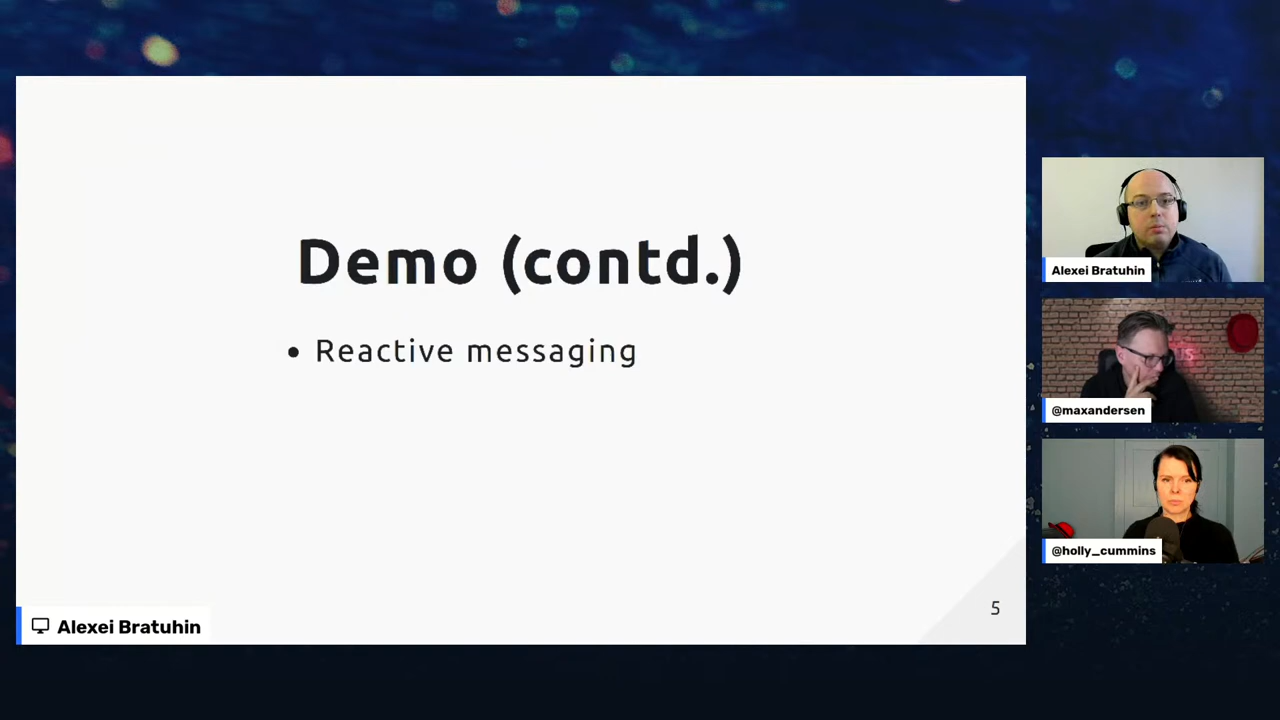 Demo (contd.)
• Reactive messaging
5
Alexei Bratuhin
Alexei Bratuhin
@maxandersen
@holly_cummins